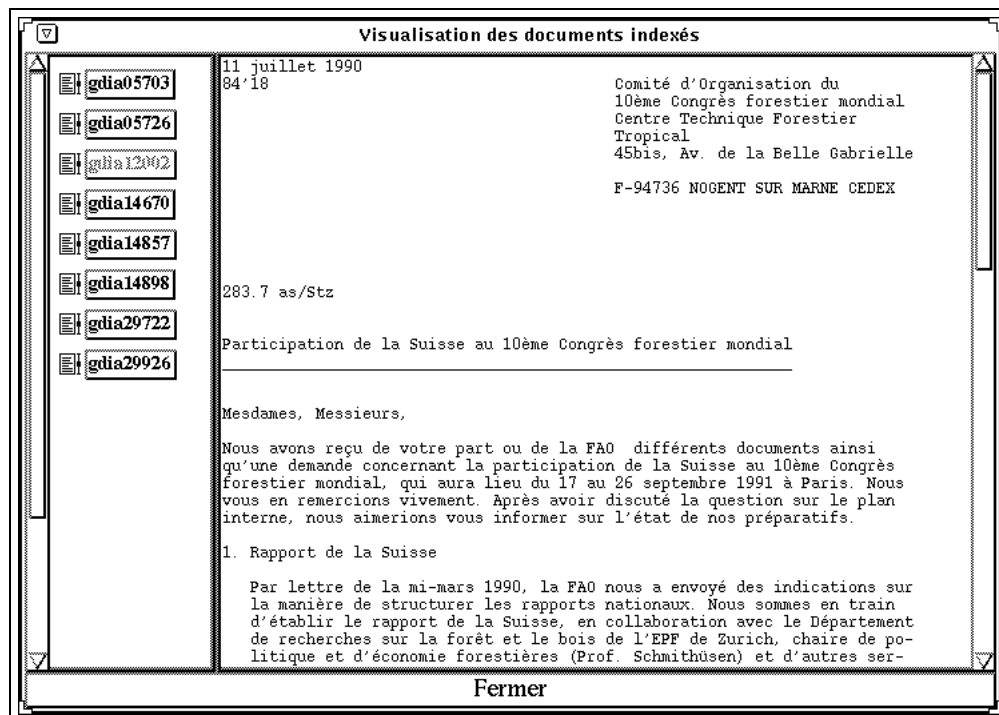 Visualisation des documents indexés
gdia05703
gdia05726
gdia12002
gdia14670
gdia14857
gdia14898
gdia29722
gdia29926
11 juillet 1990
84'18
Comité d'Organisation du
10ème Congrès forestier mondial
Centre Technique Forestier
Tropical
45bis, Av. de la Belle Gabrielle
F-94736 NOGENT SUR MARNE CEDEX
283.7 as/Stz
Participation de la Suisse au 10ème Congrès forestier mondial
Mesdames, Messieurs,
Nous avons reçu de votre part ou de la FAO différents documents ainsi
qu'une demande concernant la participation de la Suisse au 10ème Congrès
forestier mondial, qui aura lieu du 17 au 26 septembre 1991 à Paris. Nous
vous en remercions vivement. Après avoir discuté la question sur le plan
interne, nous aimerions vous informer sur l'état de nos préparatifs.
1. Rapport de la Suisse
Par lettre de la mi-mars 1990, la FAO nous a envoyé des indications sur
la manière de structurer les rapports nationaux. Nous sommes en train
d'établir le rapport de la Suisse, en collaboration avec le Département
de recherches sur la forêt et le bois de l'EPF de Zurich, chaire de po-
litique et d'économie forestières (Prof. Schmithüsen) et d'autres ser-
Fermer